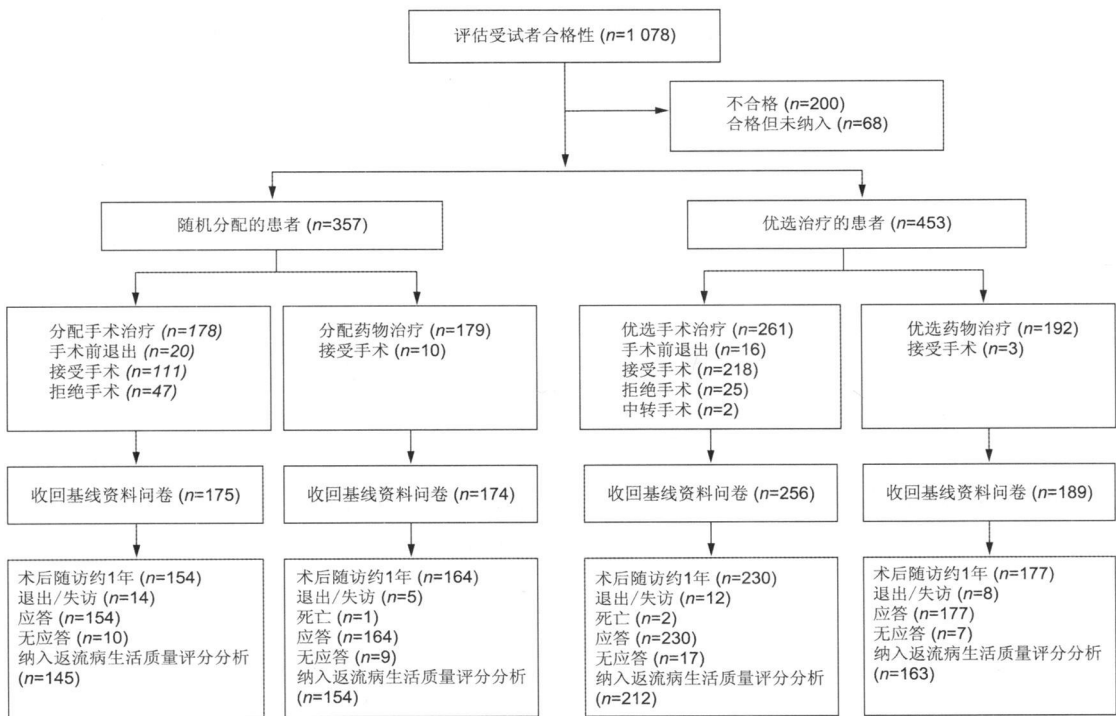 评估受试者合格性 (n=1 078)
不合格 (n=200)
合格但未纳入 (n=68)
随机分配的患者 (n=357)
优选治疗的患者 (n=453)
分配手术治疗 (n=178)
手术前退出 (n=20)
接受手术 (n=111)
拒绝手术 (n=47)
分配药物治疗 (n=179)
接受手术 (n=10)
优选手术治疗 (n=261)
手术前退出 (n=16)
接受手术 (n=218)
拒绝手术 (n=25)
中转手术 (n=2)
优选药物治疗 (n=192)
接受手术 (n=3)
收回基线资料问卷 (n=175)
收回基线资料问卷 (n=174)
收回基线资料问卷 (n=256)
收回基线资料问卷 (n=189)
术后随访约1年 (n=154)
退出/失访 (n=14)
应答 (n=154)
无应答 (n=10)
纳入返流病生活质量评分分析
(n=145)
术后随访约1年 (n=164)
退出/失访 (n=5)
死亡 (n=1)
应答 (n=164)
无应答 (n=9)
纳入返流病生活质量评分分析
(n=154)
术后随访约1年 (n=230)
退出/失访 (n=12)
死亡 (n=2)
应答 (n=230)
无应答 (n=17)
纳入返流病生活质量评分分析
(n=212)
术后随访约1年 (n=177)
退出/失访 (n=8)
应答 (n=177)
无应答 (n=7)
纳入返流病生活质量评分分析
(n=163)